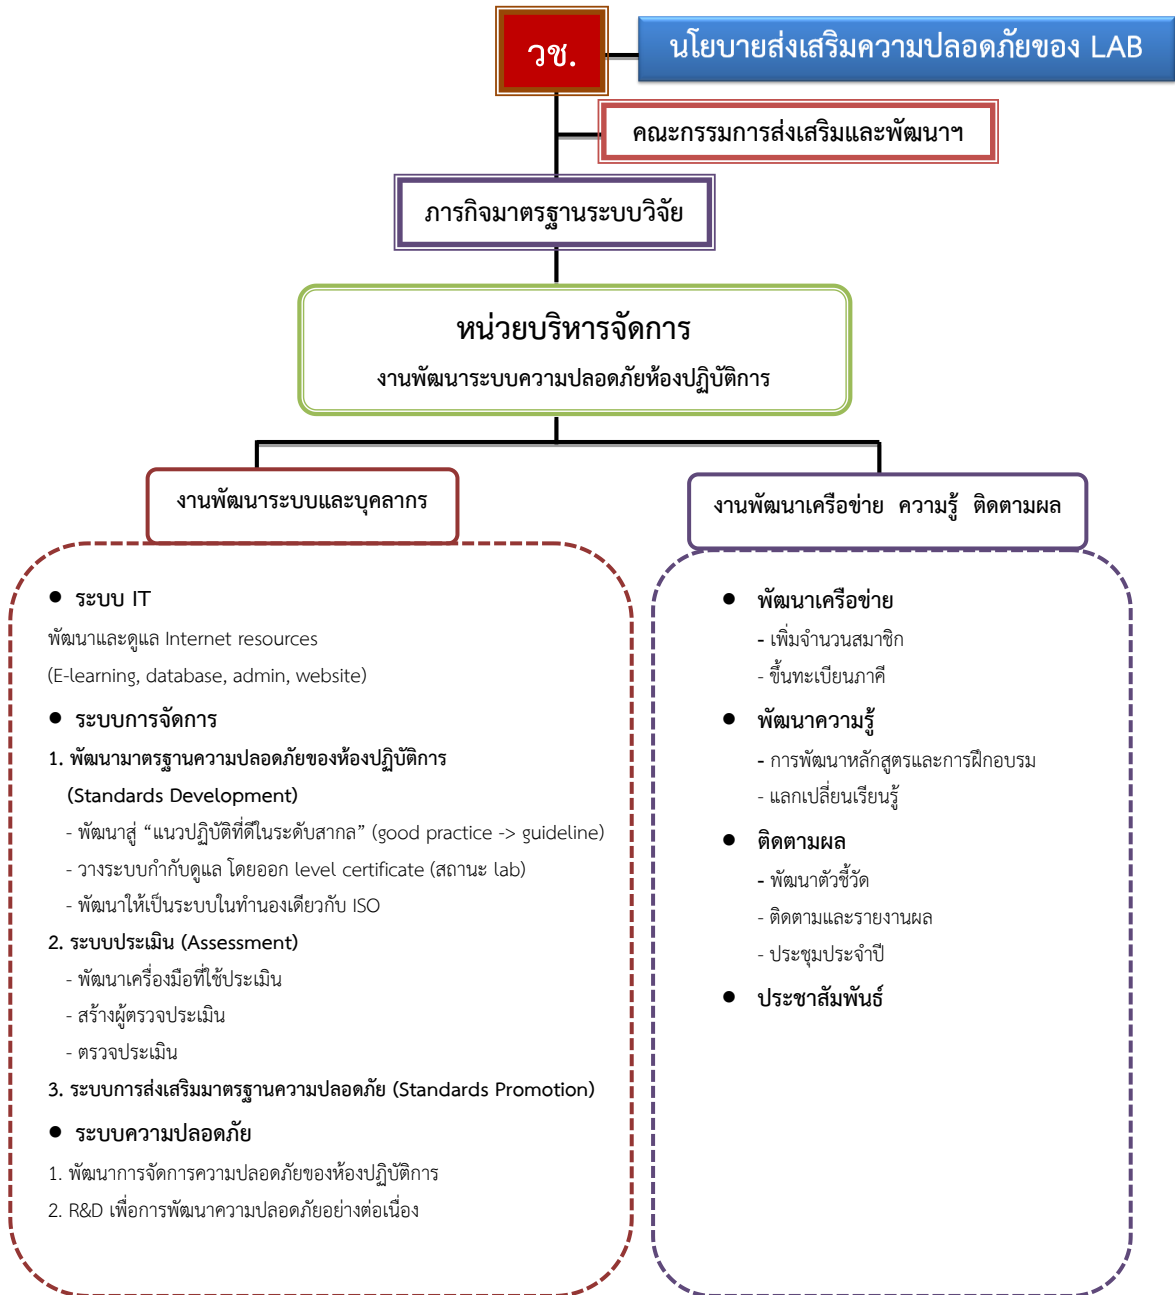 วช.
นโยบายส่งเสริมความปลอดภัยของ LAB
คณะกรรมการส่งเสริมและพัฒนาฯ
ภารกิจมาตรฐานระบบวิจัย
หน่วยบริหารจัดการ
งานพัฒนาระบบความปลอดภัยห้องปฏิบัติการ
งานพัฒนาระบบและบุคลากร
● ระบบ IT
พัฒนาและดูแล Internet resources
(E-learning, database, admin, website)
● ระบบการจัดการ
1. พัฒนามาตรฐานความปลอดภัยของห้องปฏิบัติการ
(Standards Development)
- พัฒนาสู่ “แนวปฏิบัติที่ดีในระดับสากล” (good practice -> guideline)
- วางระบบกำกับดูแล โดยออก level certificate (สถานะ lab)
- พัฒนาให้เป็นระบบในทำนองเดียวกับ ISO
2. ระบบประเมิน (Assessment)
- พัฒนาเครื่องมือที่ใช้ประเมิน
- สร้างผู้ตรวจประเมิน
- ตรวจประเมิน
3. ระบบการส่งเสริมมาตรฐานความปลอดภัย (Standards Promotion)
● ระบบความปลอดภัย
1. พัฒนาการจัดการความปลอดภัยของห้องปฏิบัติการ
2. R&D เพื่อการพัฒนาความปลอดภัยอย่างต่อเนื่อง
งานพัฒนาเครือข่าย ความรู้ ติดตามผล
● พัฒนาเครือข่าย
- เพิ่มจำนวนสมาชิก
- ขึ้นทะเบียนภาคี
● พัฒนาความรู้
- การพัฒนาหลักสูตรและการฝึกอบรม
- แลกเปลี่ยนเรียนรู้
● ติดตามผล
- พัฒนาตัวชี้วัด
- ติดตามและรายงานผล
- ประชุมประจำปี
● ประชาสัมพันธ์